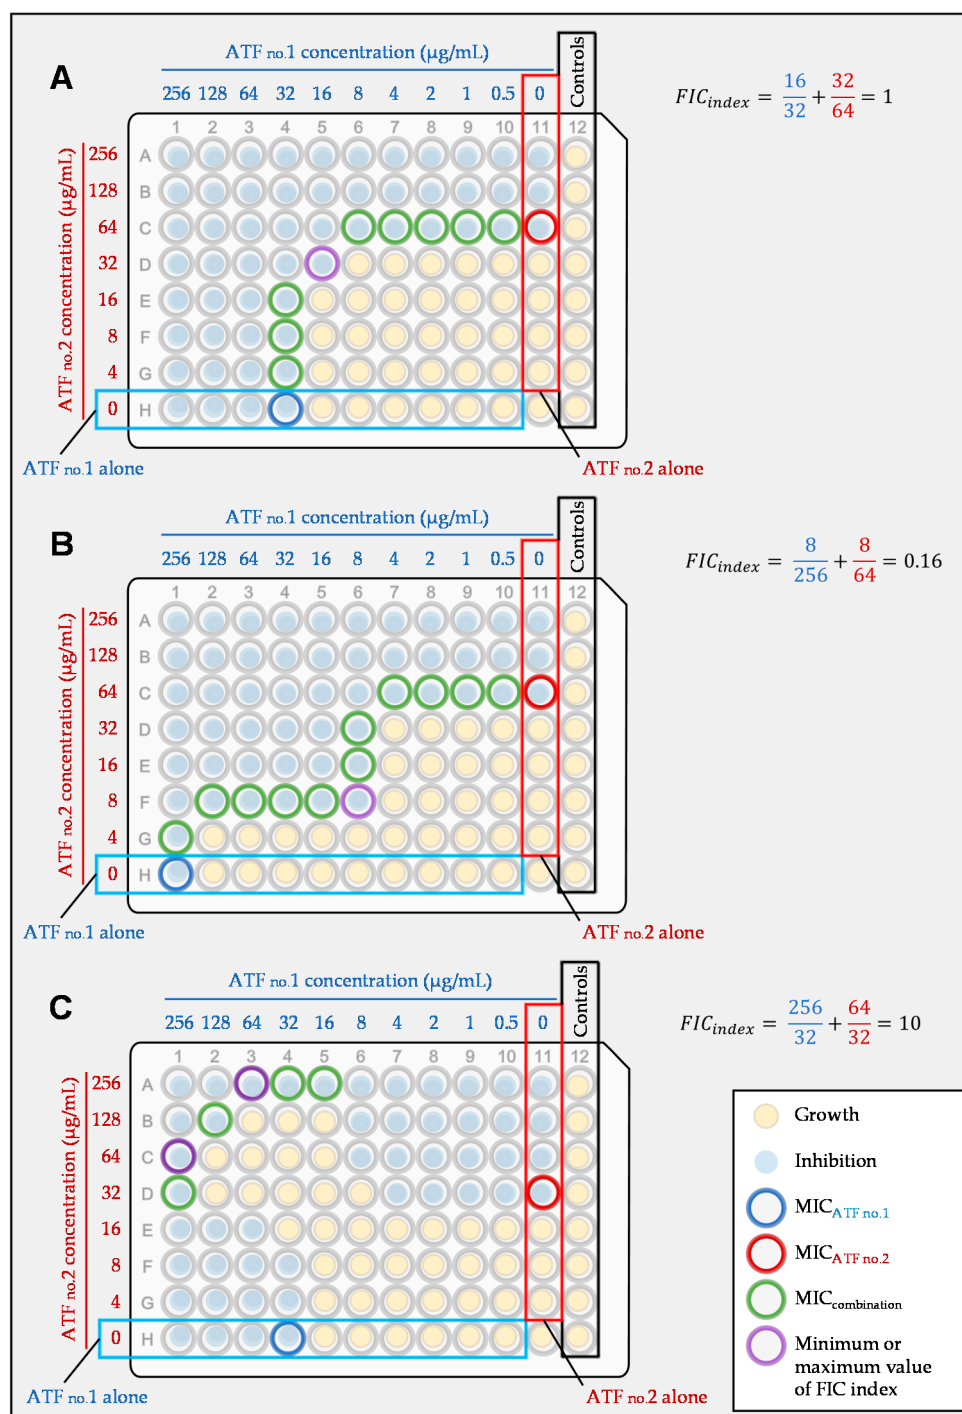 A
ATF no.1 concentration (µg/mL)
256 128 64 32 16 8 4 2 1 0.5 0
Controls
1 2 3 4 5 6 7 8 9 10 11 12
ATF no.2 concentration (µg/mL)
256 A
128 B
64 C
32 D
16 E
8 F
4 G
0 H
ATF no.1 alone
ATF no.2 alone
FICindex = 16/32 + 32/64 = 1
B
ATF no.1 concentration (µg/mL)
256 128 64 32 16 8 4 2 1 0.5 0
Controls
1 2 3 4 5 6 7 8 9 10 11 12
ATF no.2 concentration (µg/mL)
256 A
128 B
64 C
32 D
16 E
8 F
4 G
0 H
ATF no.1 alone
ATF no.2 alone
FICindex = 8/256 + 8/64 = 0.16
C
ATF no.1 concentration (µg/mL)
256 128 64 32 16 8 4 2 1 0.5 0
Controls
1 2 3 4 5 6 7 8 9 10 11 12
ATF no.2 concentration (µg/mL)
256 A
128 B
64 C
32 D
16 E
8 F
4 G
0 H
ATF no.1 alone
ATF no.2 alone
FICindex = 256/32 + 64/32 = 10
Growth
Inhibition
MICATF no.1
MICATF no.2
MICcombination
Minimum or
maximum value
of FIC index